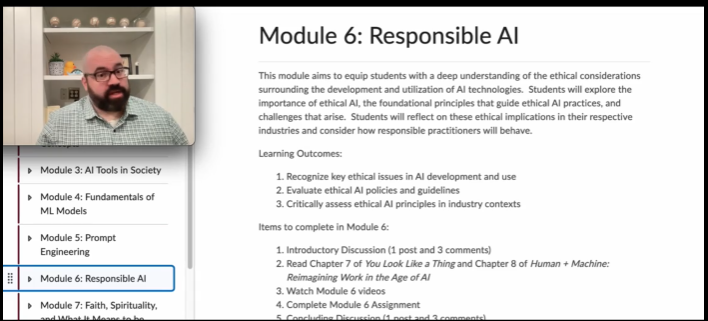 Module 6: Responsible AI
This module aims to equip students with a deep understanding of the ethical considerations
surrounding the development and utilization of AI technologies. Students will explore the
importance of ethical AI, the foundational principles that guide ethical AI practices, and
challenges that arise. Students will reflect on these ethical implications in their respective
industries and consider how responsible practitioners will behave.
Learning Outcomes:
1. Recognize key ethical issues in AI development and use
2. Evaluate ethical AI policies and guidelines
3. Critically assess ethical AI principles in industry contexts
Items to complete in Module 6:
1. Introductory Discussion (1 post and 3 comments)
2. Read Chapter 7 of You Look Like a Thing and Chapter 8 of Human + Machine:
Reimagining Work in the Age of AI
3. Watch Module 6 videos
4. Complete Module 6 Assignment
5. Concluding Discussion (1 post and 3 comments)
Module 3: AI Tools in Society
Module 4: Fundamentals of
ML Models
Module 5: Prompt
Engineering
Module 6: Responsible AI
Module 7: Faith, Spirituality,
and What It Means to be